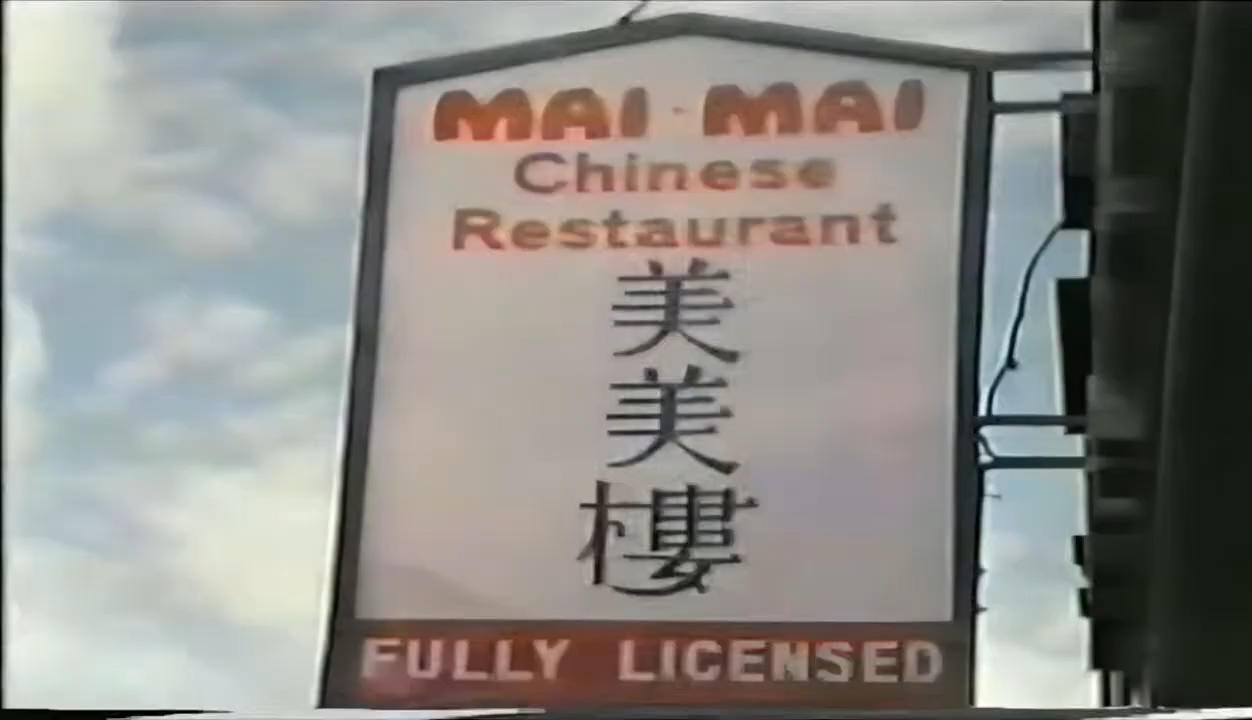 MAI·MAI
Chinese
Restaurant
美
美
樓
FULLY LICENSED